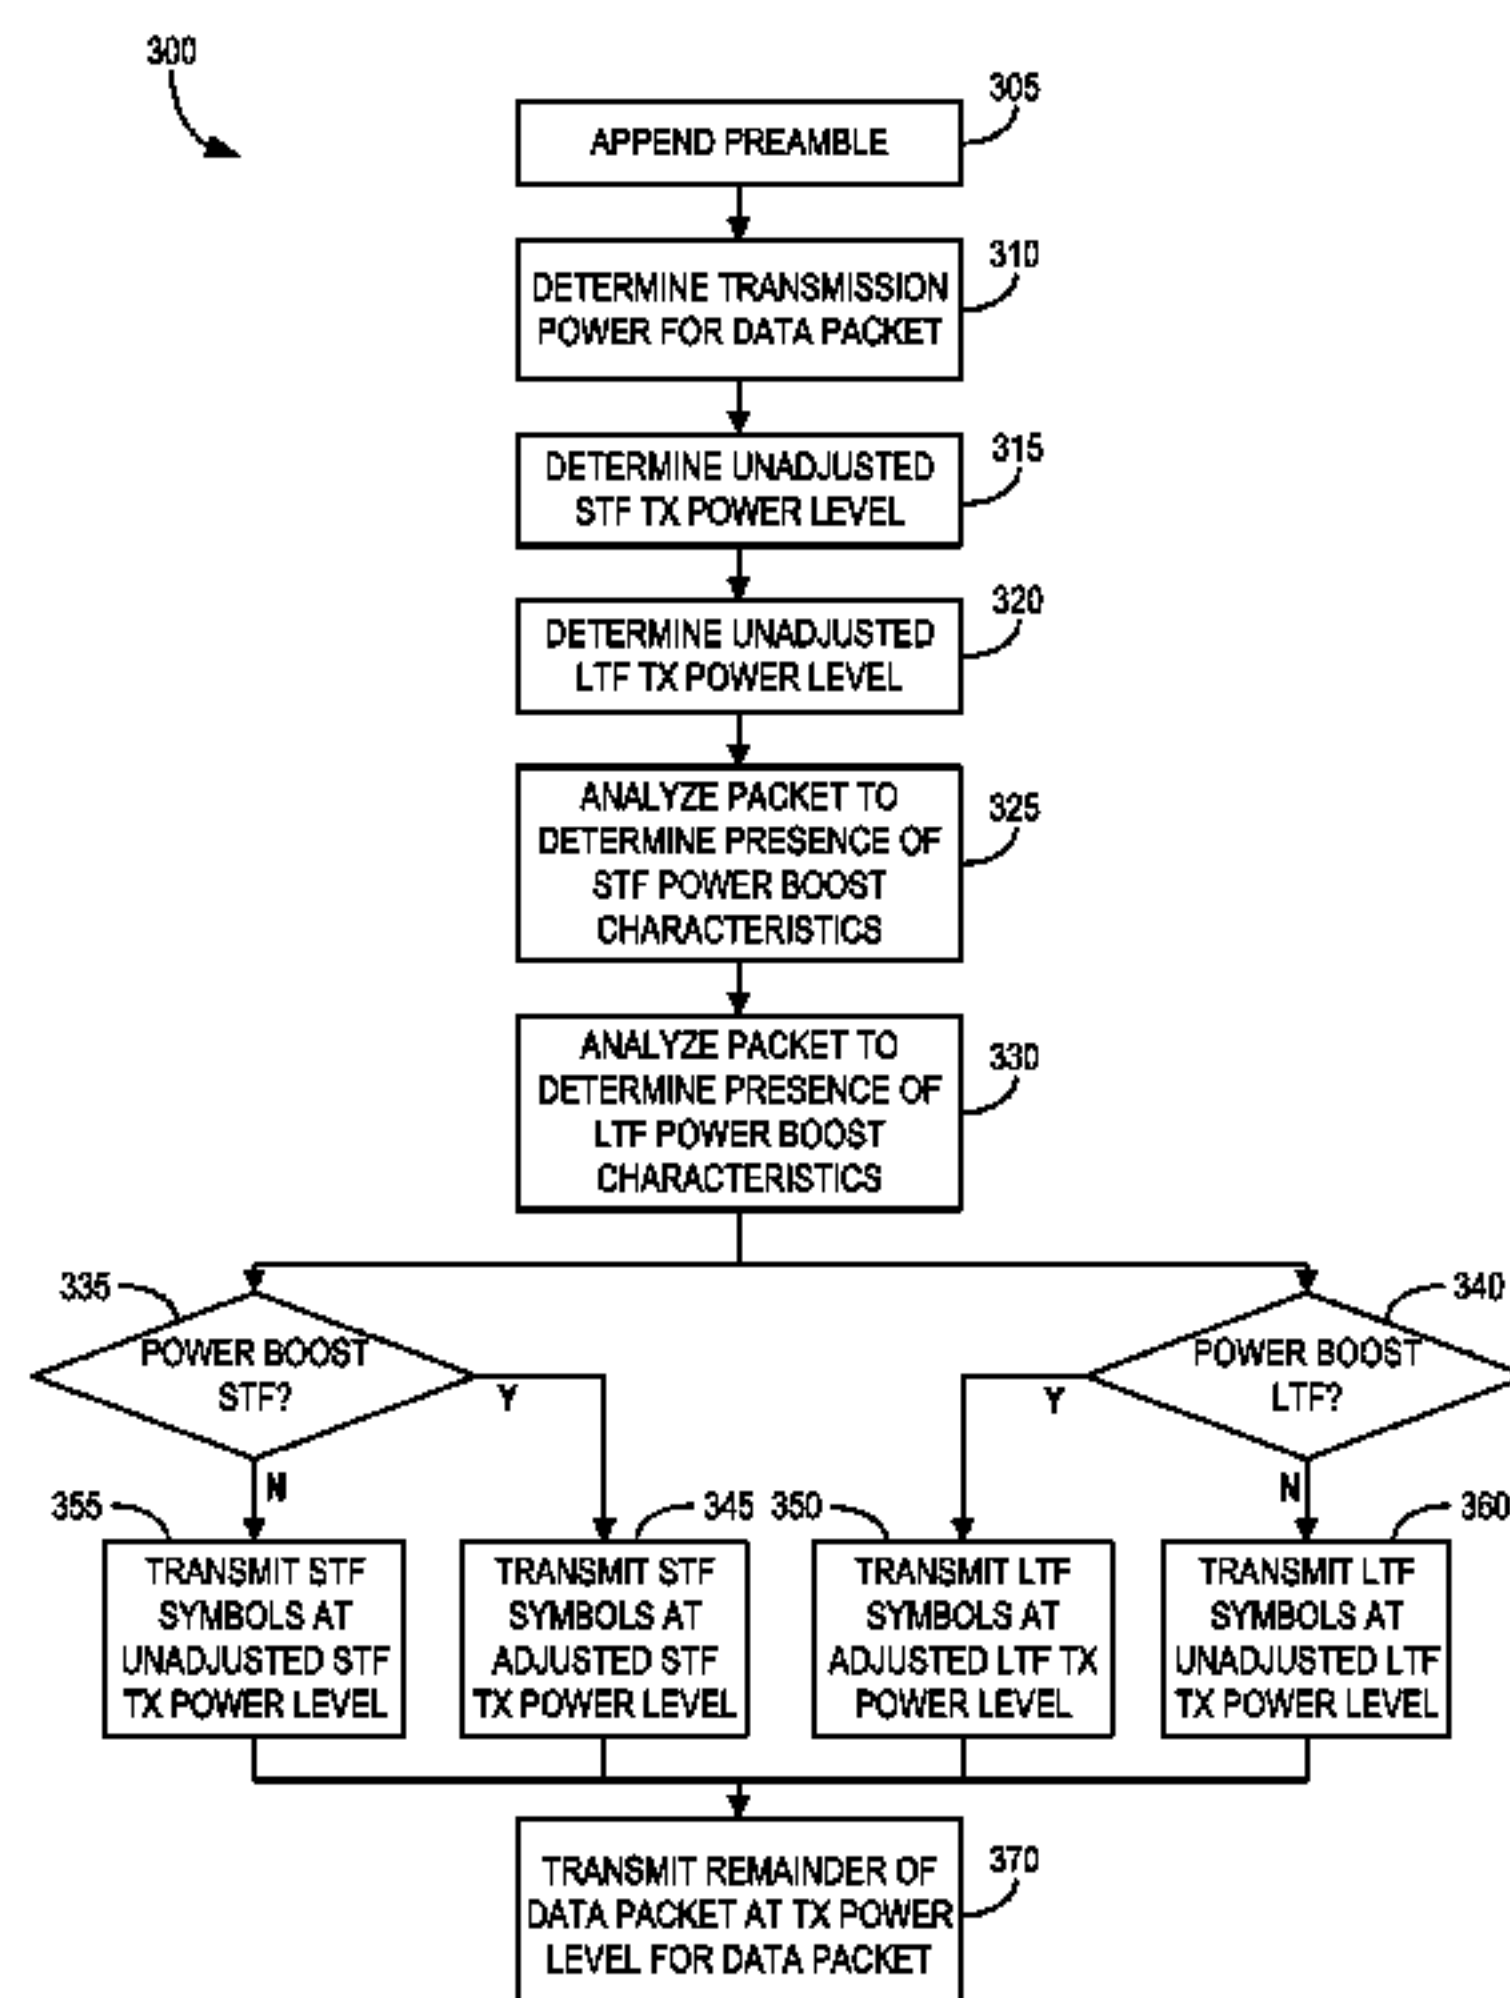 300
305
APPEND PREAMBLE
310
DETERMINE TRANSMISSION
POWER FOR DATA PACKET
315
DETERMINE UNADJUSTED
STF TX POWER LEVEL
320
DETERMINE UNADJUSTED
LTF TX POWER LEVEL
325
ANALYZE PACKET TO
DETERMINE PRESENCE OF
STF POWER BOOST
CHARACTERISTICS
330
ANALYZE PACKET TO
DETERMINE PRESENCE OF
LTF POWER BOOST
CHARACTERISTICS
335
POWER BOOST
STF?
Y
N
340
POWER BOOST
LTF?
Y
N
355
TRANSMIT STF
SYMBOLS AT
UNADJUSTED STF
TX POWER LEVEL
345
TRANSMIT STF
SYMBOLS AT
ADJUSTED STF
TX POWER LEVEL
350
TRANSMIT LTF
SYMBOLS AT
ADJUSTED LTF TX
POWER LEVEL
360
TRANSMIT LTF
SYMBOLS AT
UNADJUSTED LTF
TX POWER LEVEL
370
TRANSMIT REMAINDER OF
DATA PACKET AT TX POWER
LEVEL FOR DATA PACKET